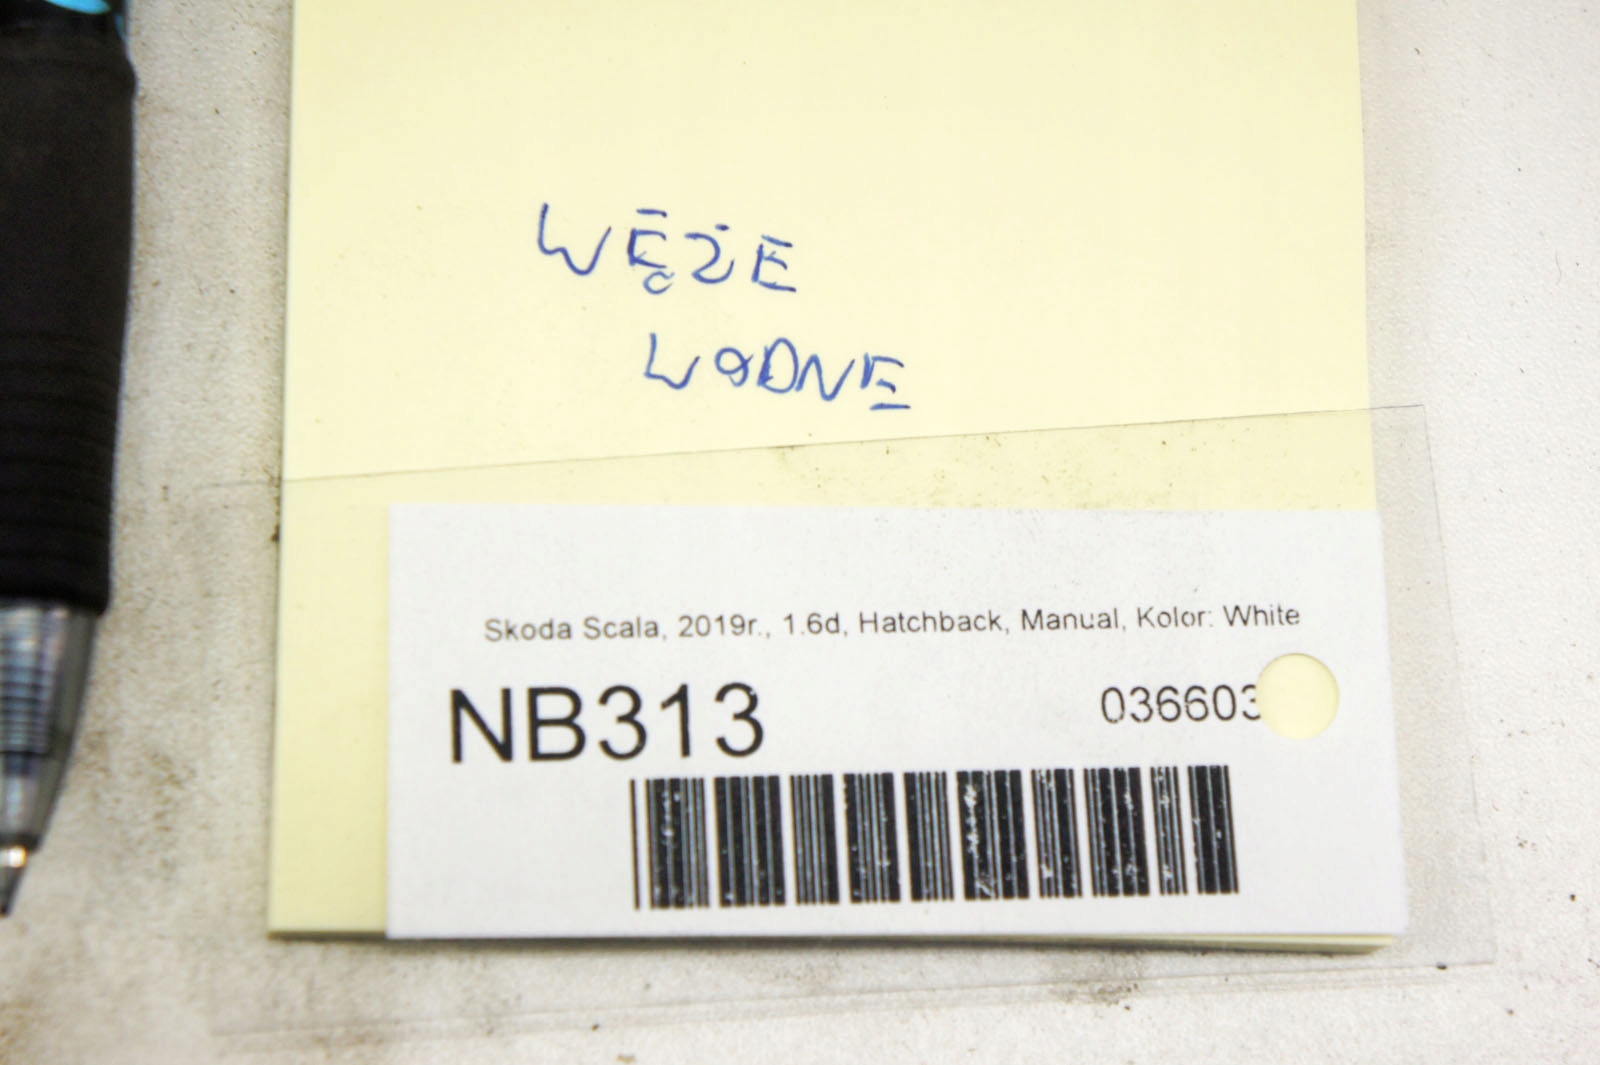 WĘŻE
WODNE
Skoda Scala, 2019r., 1.6d, Hatchback, Manual, Kolor: White
NB313
036603